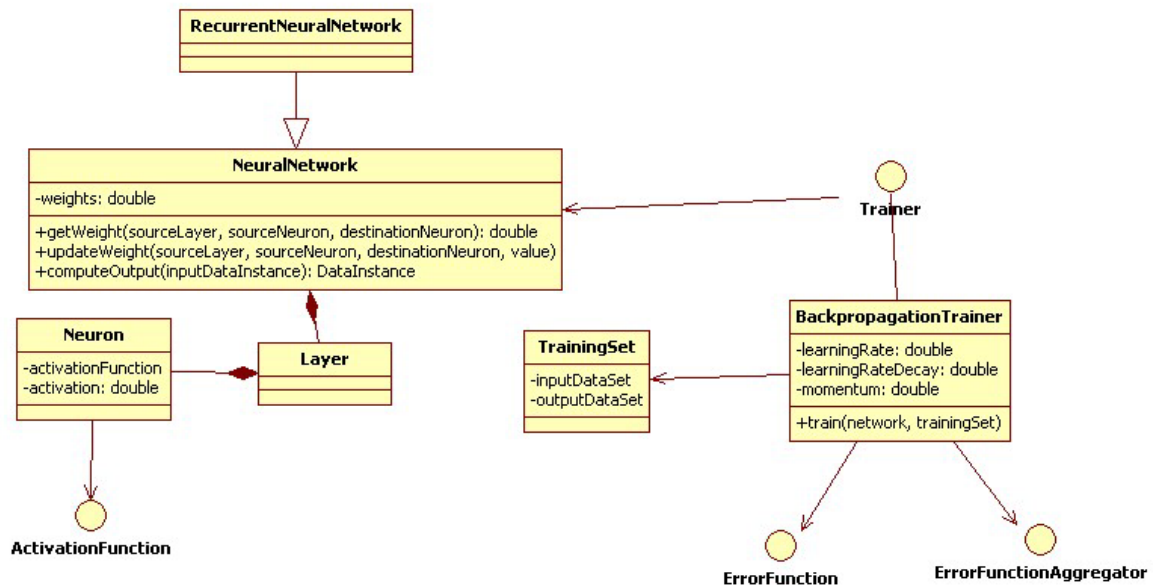 RecurrentNeuralNetwork
NeuralNetwork
-weights: double
+getWeight(sourceLayer, sourceNeuron, destinationNeuron): double
+updateWeight(sourceLayer, sourceNeuron, destinationNeuron, value)
+computeOutput(inputDataInstance): DataInstance
Trainer
Neuron
-activationFunction
-activation: double
Layer
TrainingSet
-inputDataSet
-outputDataSet
BackpropagationTrainer
-learningRate: double
-learningRateDecay: double
-momentum: double
+train(network, trainingSet)
ActivationFunction
ErrorFunction
ErrorFunctionAggregator